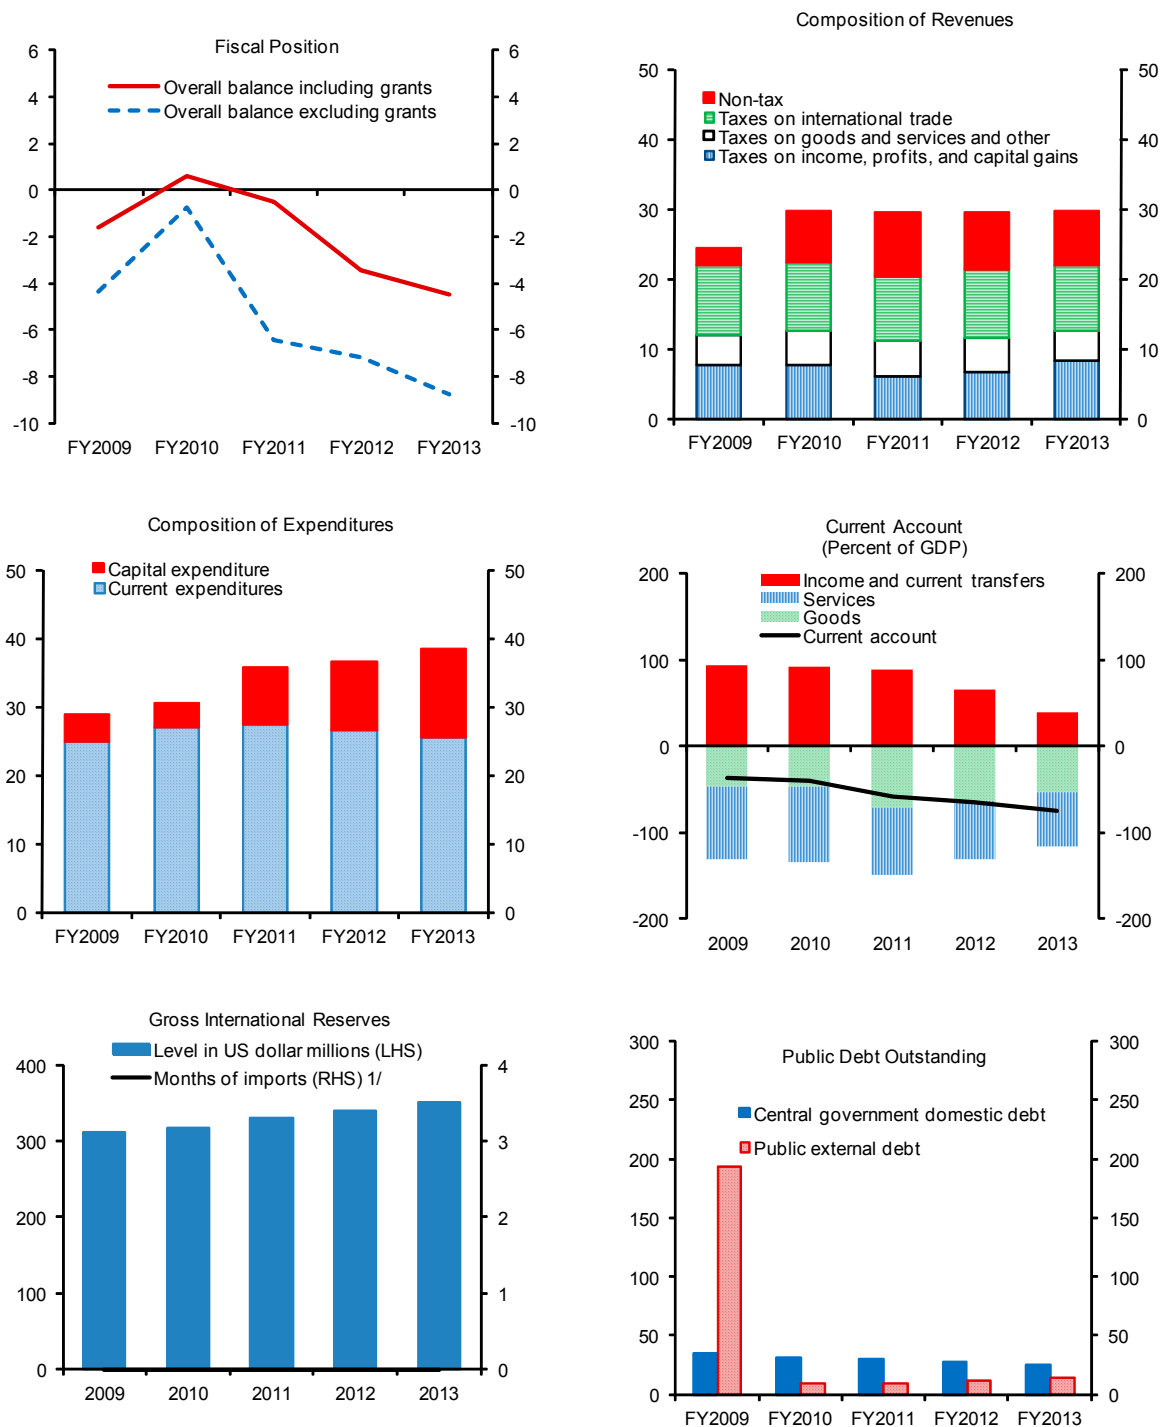 Fiscal Position
6
4
2
0
-2
-4
-6
-8
-10
6
4
2
0
-2
-4
-6
-8
-10
Overall balance including grants
Overall balance excluding grants
FY2009 FY2010 FY2011 FY2012 FY2013
Composition of Revenues
50
40
30
20
10
0
50
40
30
20
10
0
Non-tax
Taxes on international trade
Taxes on goods and services and other
Taxes on income, profits, and capital gains
FY2009 FY2010 FY2011 FY2012 FY2013
Composition of Expenditures
50
40
30
20
10
0
50
40
30
20
10
0
Capital expenditure
Current expenditures
FY2009 FY2010 FY2011 FY2012 FY2013
Current Account
(Percent of GDP)
200
100
0
-100
-200
200
100
0
-100
-200
Income and current transfers
Services
Goods
Current account
2009 2010 2011 2012 2013
Gross International Reserves
Level in US dollar millions (LHS)
Months of imports (RHS) 1/
400
300
200
100
0
4
3
2
1
0
2009 2010 2011 2012 2013
Public Debt Outstanding
300
250
200
150
100
50
0
300
250
200
150
100
50
0
Central government domestic debt
Public external debt
FY2009 FY2010 FY2011 FY2012 FY2013